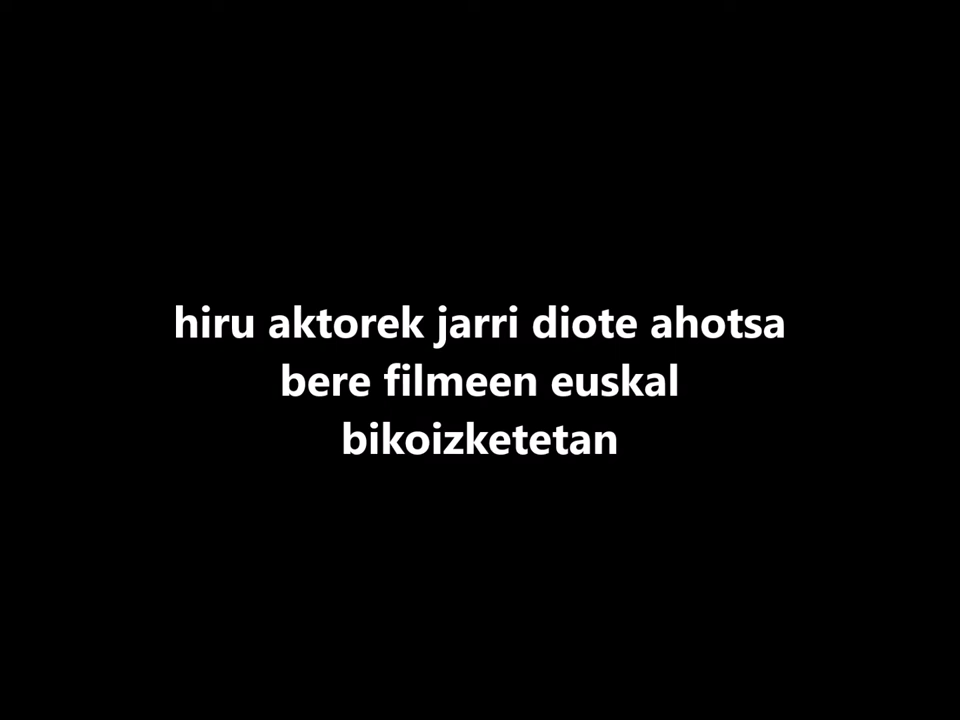 hiru aktorek jarri diote ahotsa
bere filmeen euskal
bikoizketetan